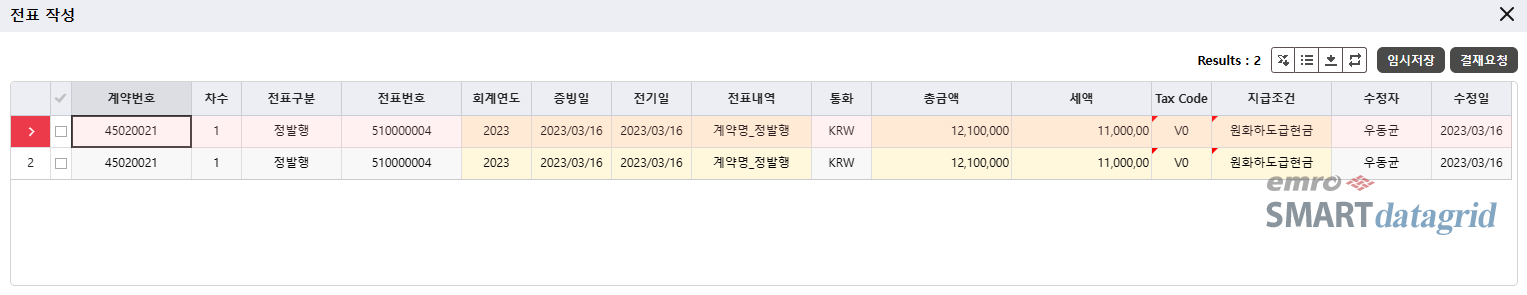 전표 작성
Results : 2 임시저장 결재요청
계약번호 차수 전표구분 전표번호 회계연도 증빙일 전기일 전표내역 통화 총금액 세액 Tax Code 지급조건 수정자 수정일
45020021 1 정발행 510000004 2023 2023/03/16 2023/03/16 계약명_정발행 KRW 12,100,000 11,000,00 V0 원화하도급현금 우동균 2023/03/16
2 45020021 1 정발행 510000004 2023 2023/03/16 2023/03/16 계약명_정발행 KRW 12,100,000 11,000,00 V0 원화하도급현금 우동균 2023/03/16
emro
SMART datagrid